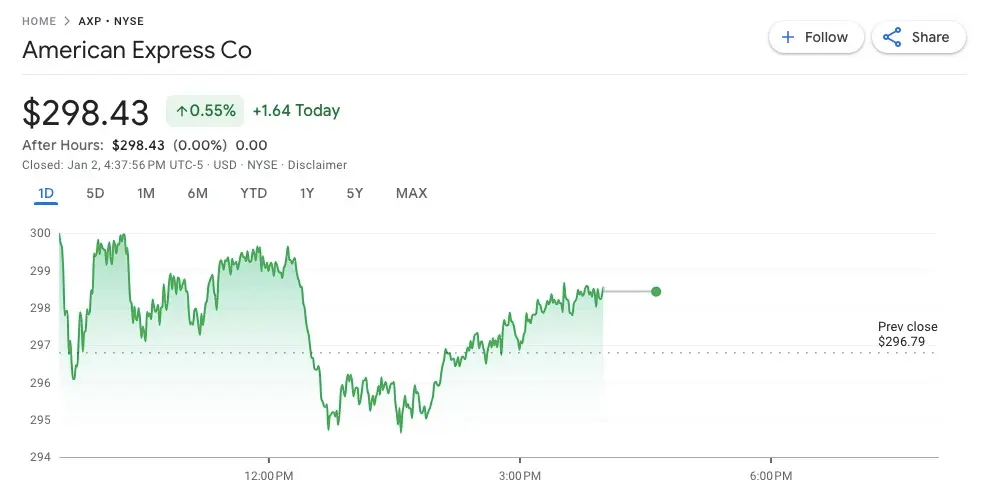 HOME > AXP • NYSE
American Express Co
+ Follow
Share
$298.43 ↑0.55% +1.64 Today
After Hours: $298.43 (0.00%) 0.00
Closed: Jan 2, 4:37:56 PM UTC-5 · USD · NYSE · Disclaimer
1D 5D 1M 6M YTD 1Y 5Y MAX
300
299
298
297
296
295
294
Prev close
$296.79
12:00 PM 3:00 PM 6:00 PM